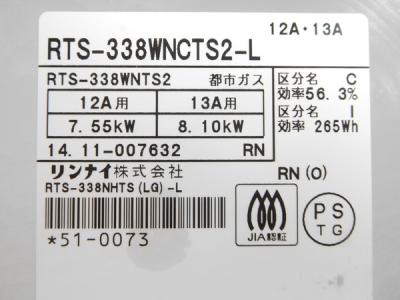 12A・13A
RTS-338WNCTS2-L
RTS-338WNTS2 都市ガス
12A用 13A用
7.55kW 8.10kW
区分名 C
効率56.3%
区分名 I
効率 265Wh
14.11-007632 RN
リンナイ株式会社
RN(O)
RTS-338NHTS(LG)-L
*51-0073
JIA認証
PS
TG